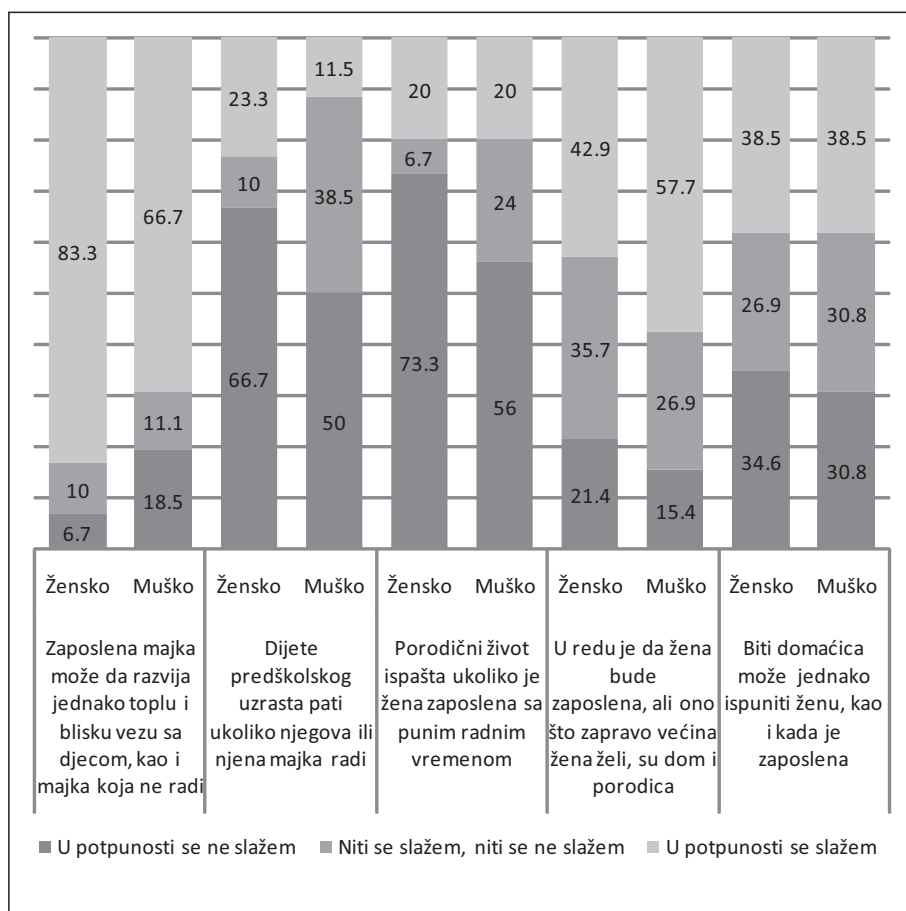 23.3
11.5
20
20
42.9
57.7
38.5
38.5
83.3
66.7
10
38.5
6.7
24
35.7
26.9
26.9
30.8
10
11.1
66.7
50
73.3
56
21.4
15.4
34.6
30.8
6.7
18.5
Žensko Muško Žensko Muško Žensko Muško Žensko Muško Žensko Muško
Zaposlena majka
može da razvija
jednako toplu i
blisku vezu sa
djecom, kao i
majka koja ne radi
Dijete
predškolskog
uzrasta pati
ukoliko njegova ili
njena majka radi
Porodični život
ispašta ukoliko je
žena zaposlena sa
punim radnim
vremenom
U redu je da žena
bude
zaposlena, ali ono
što zapravo većina
žena želi, su dom i
porodica
Biti domaćica
može jednako
ispuniti ženu, kao
i kada je
zaposlena
U potpunosti se ne slažem Niti se slažem, niti se ne slažem U potpunosti se slažem